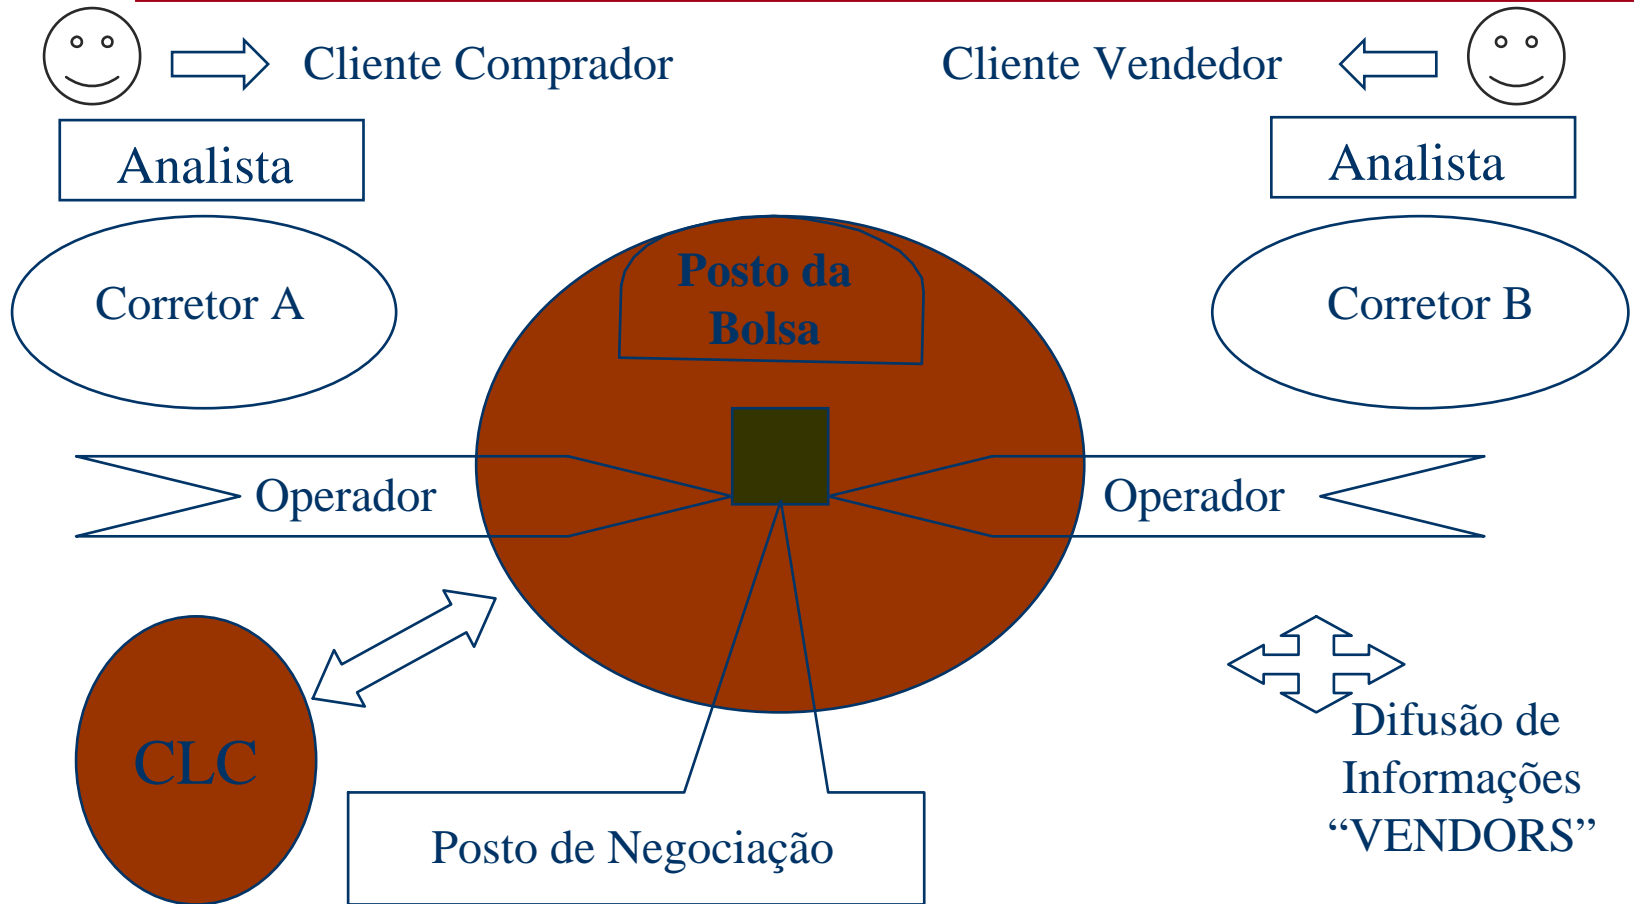 Cliente Comprador
Cliente Vendedor
Analista
Analista
Corretor A
Posto da
Bolsa
Corretor B
Operador
Operador
CLC
Posto de Negociação
Difusão de
Informações
“VENDORS”